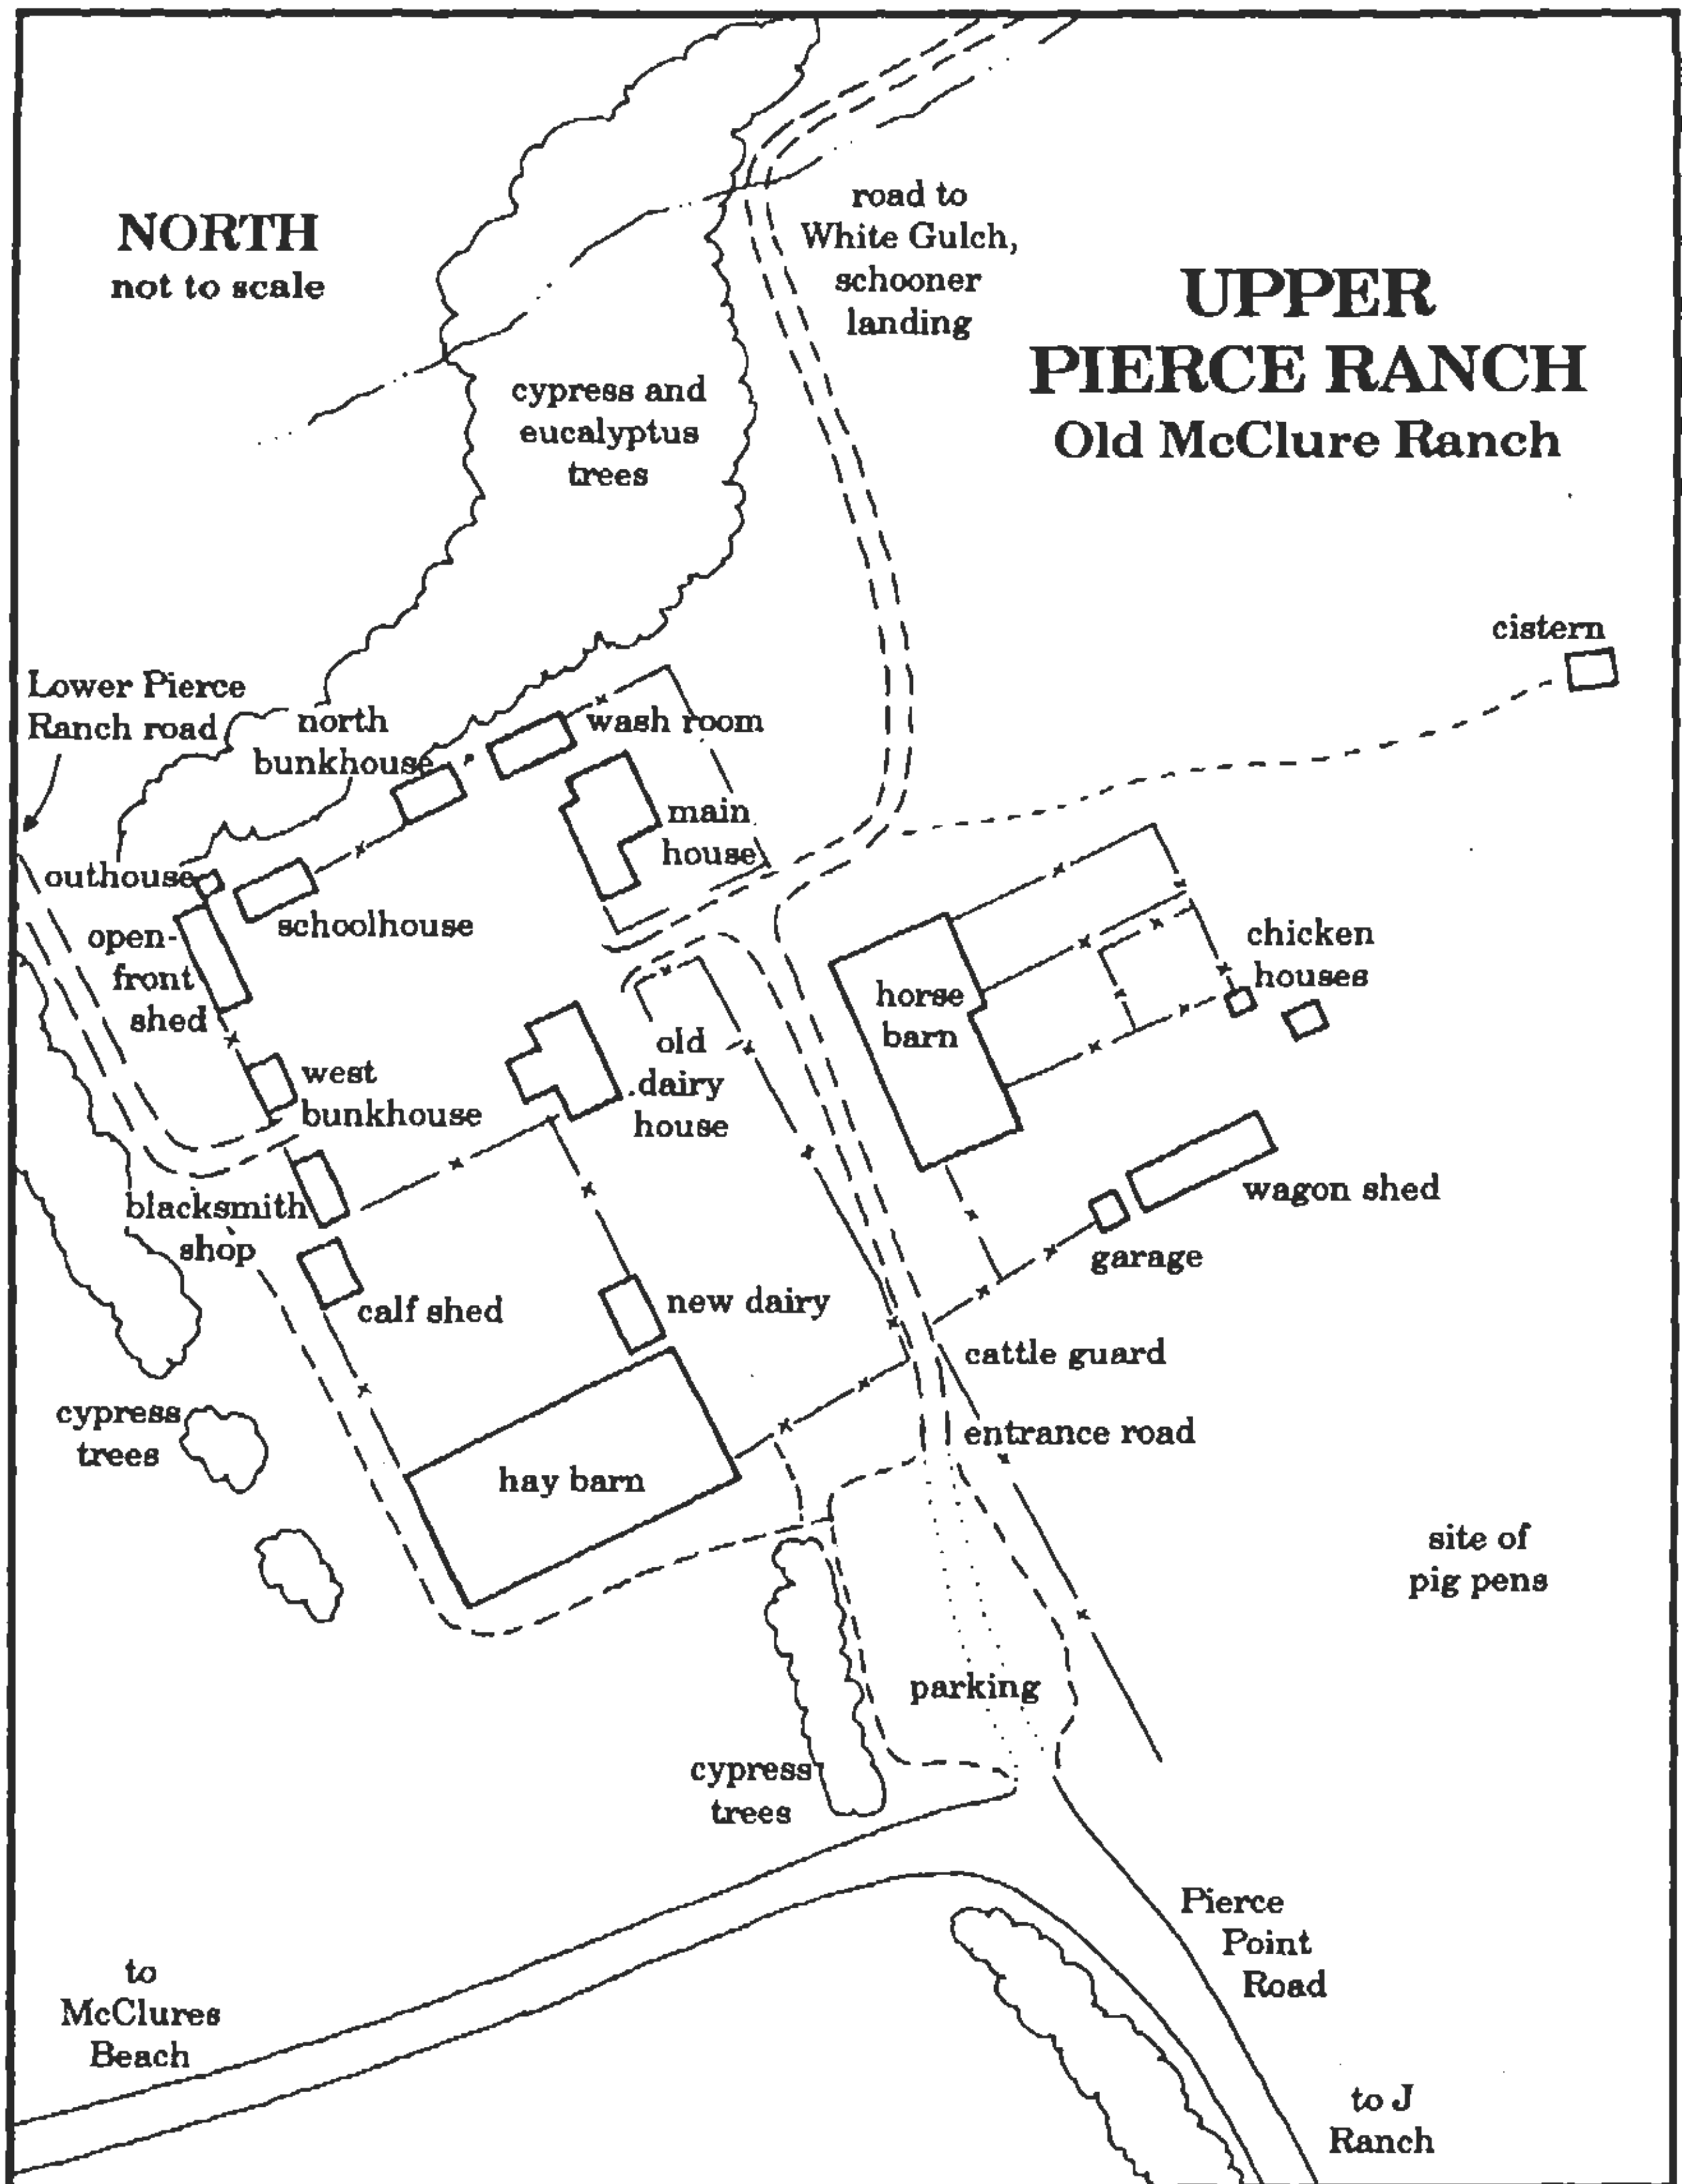 NORTH
not to scale
road to
White Gulch,
schooner
landing
UPPER
PIERCE RANCH
Old McClure Ranch
cypress and
eucalyptus
trees
cistern
Lower Pierce
Ranch road
north
bunkhouse
wash room
main
house
outhouse
schoolhouse
open-
front
shed
chicken
houses
horse
barn
old
dairy
house
west
bunkhouse
blacksmith
shop
wagon shed
garage
calf shed
new dairy
cattle guard
cypress
trees
entrance road
hay barn
site of
pig pens
parking
cypress
trees
Pierce
Point
Road
to
McClures
Beach
to J
Ranch